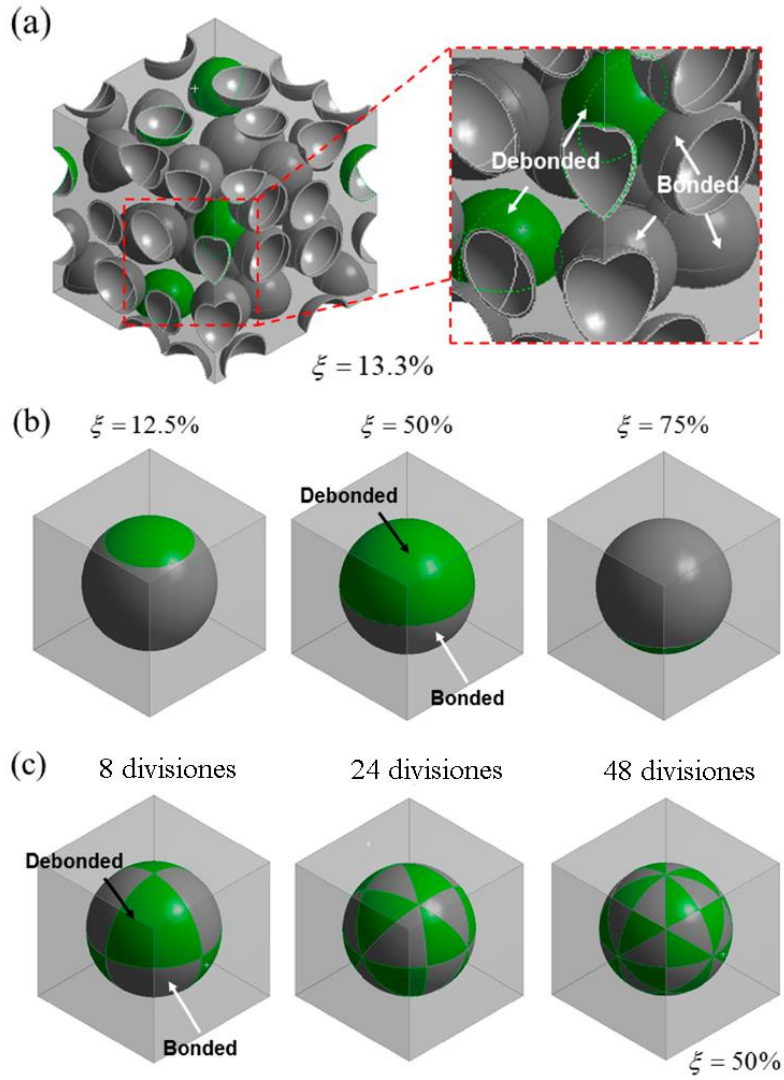 (a)
Debonded
Bonded
ξ = 13.3%
(b)
ξ = 12.5%
ξ = 50%
ξ = 75%
Debonded
Bonded
(c)
8 divisiones
24 divisiones
48 divisiones
Debonded
Bonded
ξ = 50%